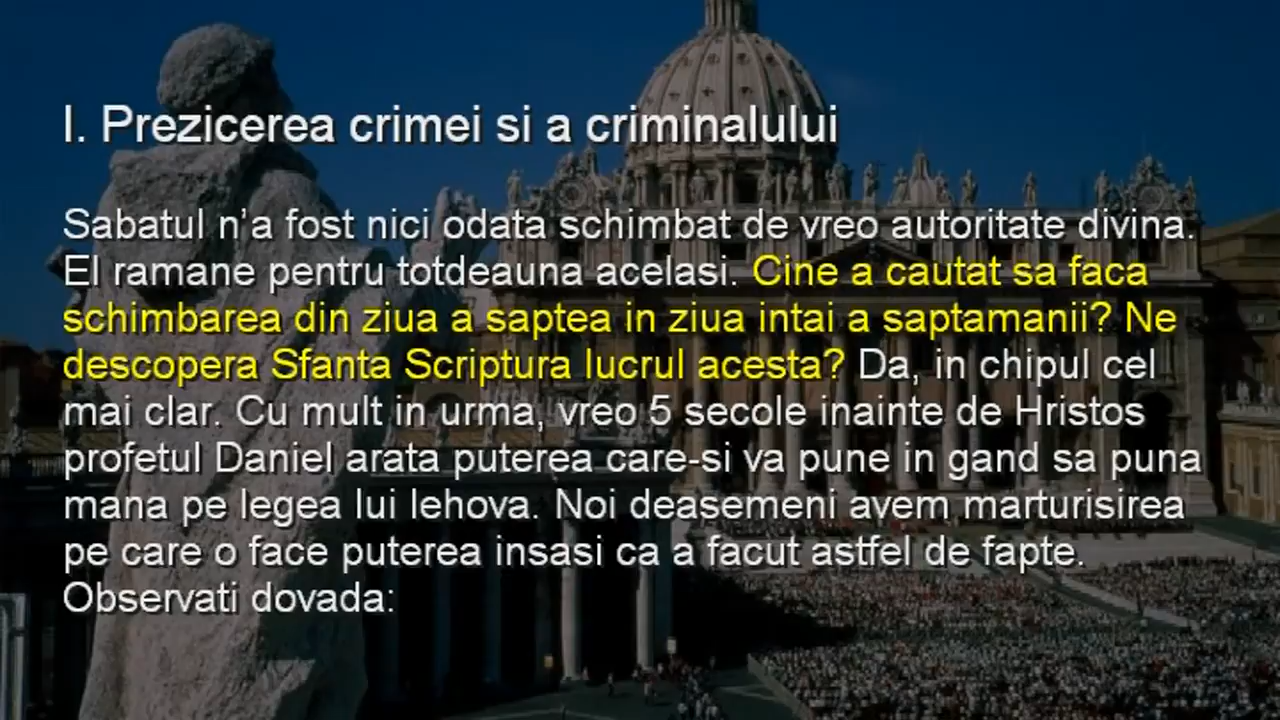 I. Prezicerea crimei si a criminalului
Sabatul n'a fost nici odata schimbat de vreo autoritate divina.
El ramane pentru totdeauna acelasi. Cine a cautat sa faca
schimbarea din ziua a saptea in ziua intai a saptamanii? Ne
descopera Sfanta Scriptura lucrul acesta? Da, in chipul cel
mai clar. Cu mult in urma, vreo 5 secole inainte de Hristos
profetul Daniel arata puterea care-si va pune in gand sa puna
mana pe legea lui Iehova. Noi deasemeni avem marturisirea
pe care o face puterea insasi ca a facut astfel de fapte.
Observati dovada: